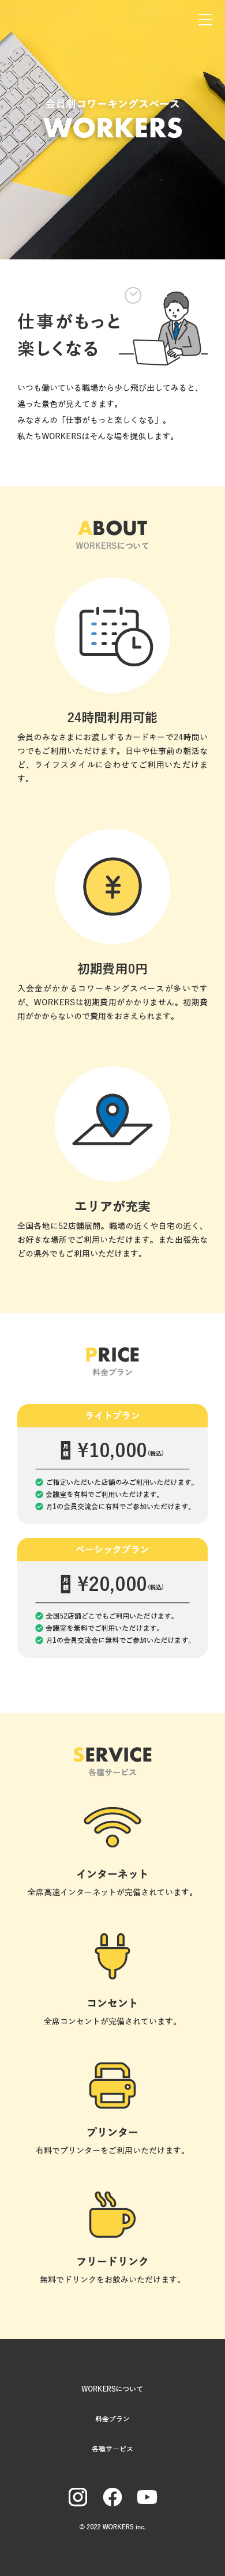 会員制コワーキングスペース
WORKERS
仕事がもっと
楽しくなる
いつも働いている職場から少し飛び出してみると、
違った景色が見えてきます。
みなさんの「仕事がもっと楽しくなる」。
私たちWORKERSはそんな場を提供します。
ABOUT
WORKERSについて
24時間利用可能
会員のみなさまにお渡しするカードキーで24時間い
つでもご利用いただけます。日中や仕事前の朝活な
ど、ライフスタイルに合わせてご利用いただけま
す。
初期費用0円
入会金がかかるコワーキングスペースが多いです
が、WORKERSは初期費用がかかりません。初期費
用がかからないので費用をおさえられます。
エリアが充実
全国各地に52店舗展開。職場の近くや自宅の近く、
お好きな場所でご利用いただけます。また出張先な
どの県外でもご利用いただけます。
PRICE
料金プラン
ライトプラン
月額 ¥10,000(税込)
ご指定いただいた店舗のみご利用いただけます。
会議室を有料でご利用いただけます。
月1の会員交流会に有料でご参加いただけます。
ベーシックプラン
月額 ¥20,000(税込)
全国52店舗どこでもご利用いただけます。
会議室を無料でご利用いただけます。
月1の会員交流会に無料でご参加いただけます。
SERVICE
各種サービス
インターネット
全席高速インターネットが完備されています。
コンセント
全席コンセントが完備されています。
プリンター
有料でプリンターをご利用いただけます。
フリードリンク
無料でドリンクをお飲みいただけます。
WORKERSについて
料金プラン
各種サービス
© 2022 WORKERS inc.